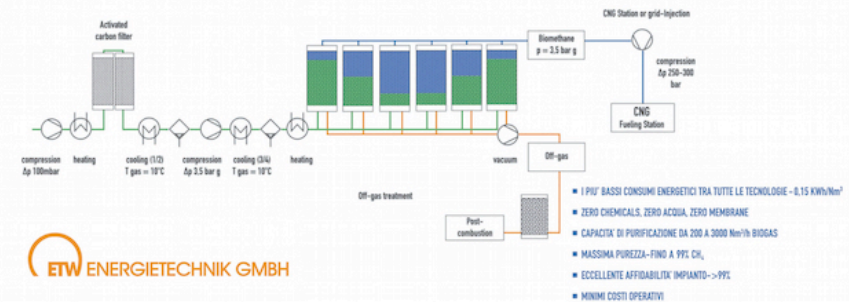 CNG Station or grid-Injection
Activated
carbon filter
Biomethane
p = 3,5 bar g
compression
Δp 250-300
bar
CNG
Fueling Station
compression
Δp 100mbar
heating
cooling (1/2)
T gas = 10°C
compression
Δp 3,5 bar g
cooling (3/4)
T gas = 10°C
heating
vacuum
Off-gas
Off-gas treatment
Post-
combustion
▪ I PIU' BASSI CONSUMI ENERGETICI TRA TUTTE LE TECNOLOGIE - 0,15 KWh/Nm³
▪ ZERO CHEMICALS, ZERO ACQUA, ZERO MEMBRANE
▪ CAPACITA' DI PURIFICAZIONE DA 200 A 3000 Nm³/h BIOGAS
▪ MASSIMA PUREZZA-FINO A 99% CH₄
▪ ECCELLENTE AFFIDABILITA' IMPIANTO->99%
▪ MINIMI COSTI OPERATIVI
ETW ENERGIETECHNIK GMBH